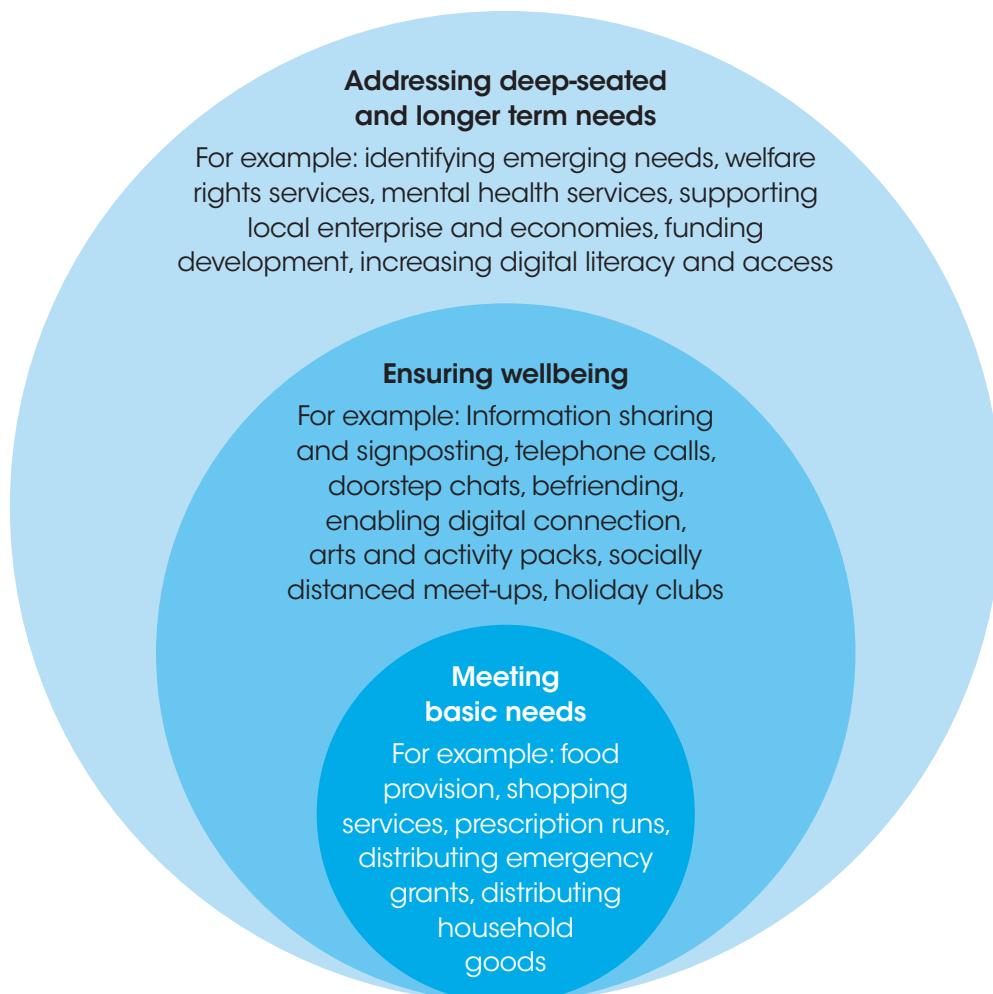 Addressing deep-seated
and longer term needs
For example: identifying emerging needs, welfare
rights services, mental health services, supporting
local enterprise and economies, funding
development, increasing digital literacy and access
Ensuring wellbeing
For example: Information sharing
and signposting, telephone calls,
doorstep chats, befriending,
enabling digital connection,
arts and activity packs, socially
distanced meet-ups, holiday clubs
Meeting
basic needs
For example: food
provision, shopping
services, prescription runs,
distributing emergency
grants, distributing
household
goods